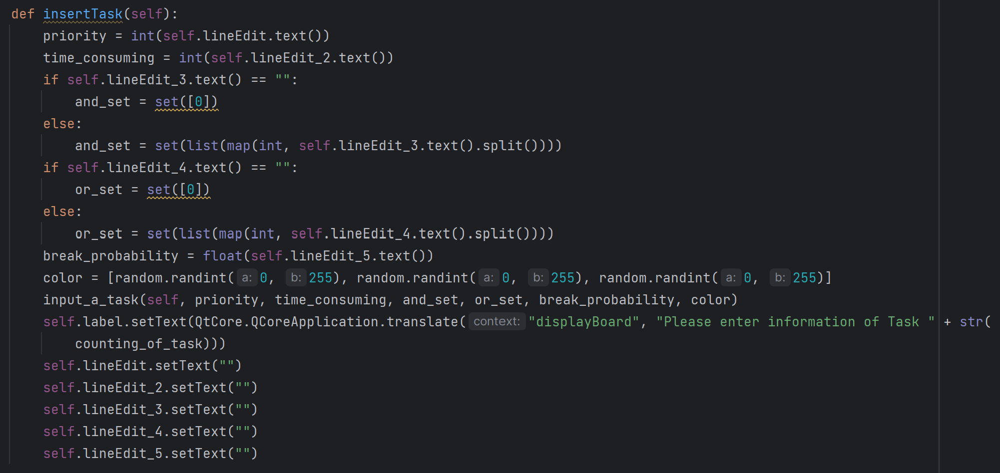 def insertTask(self):
    priority = int(self.lineEdit.text())
    time_consuming = int(self.lineEdit_2.text())
    if self.lineEdit_3.text() == "":
        and_set = set([0])
    else:
        and_set = set(list(map(int, self.lineEdit_3.text().split())))
    if self.lineEdit_4.text() == "":
        or_set = set([0])
    else:
        or_set = set(list(map(int, self.lineEdit_4.text().split())))
    break_probability = float(self.lineEdit_5.text())
    color = [random.randint( a: 0,  b: 255), random.randint( a: 0,  b: 255), random.randint( a: 0,  b: 255)]
    input_a_task(self, priority, time_consuming, and_set, or_set, break_probability, color)
    self.label.setText(QtCore.QCoreApplication.translate( context: "displayBoard", "Please enter information of Task " + str(
        counting_of_task)))
    self.lineEdit.setText("")
    self.lineEdit_2.setText("")
    self.lineEdit_3.setText("")
    self.lineEdit_4.setText("")
    self.lineEdit_5.setText("")